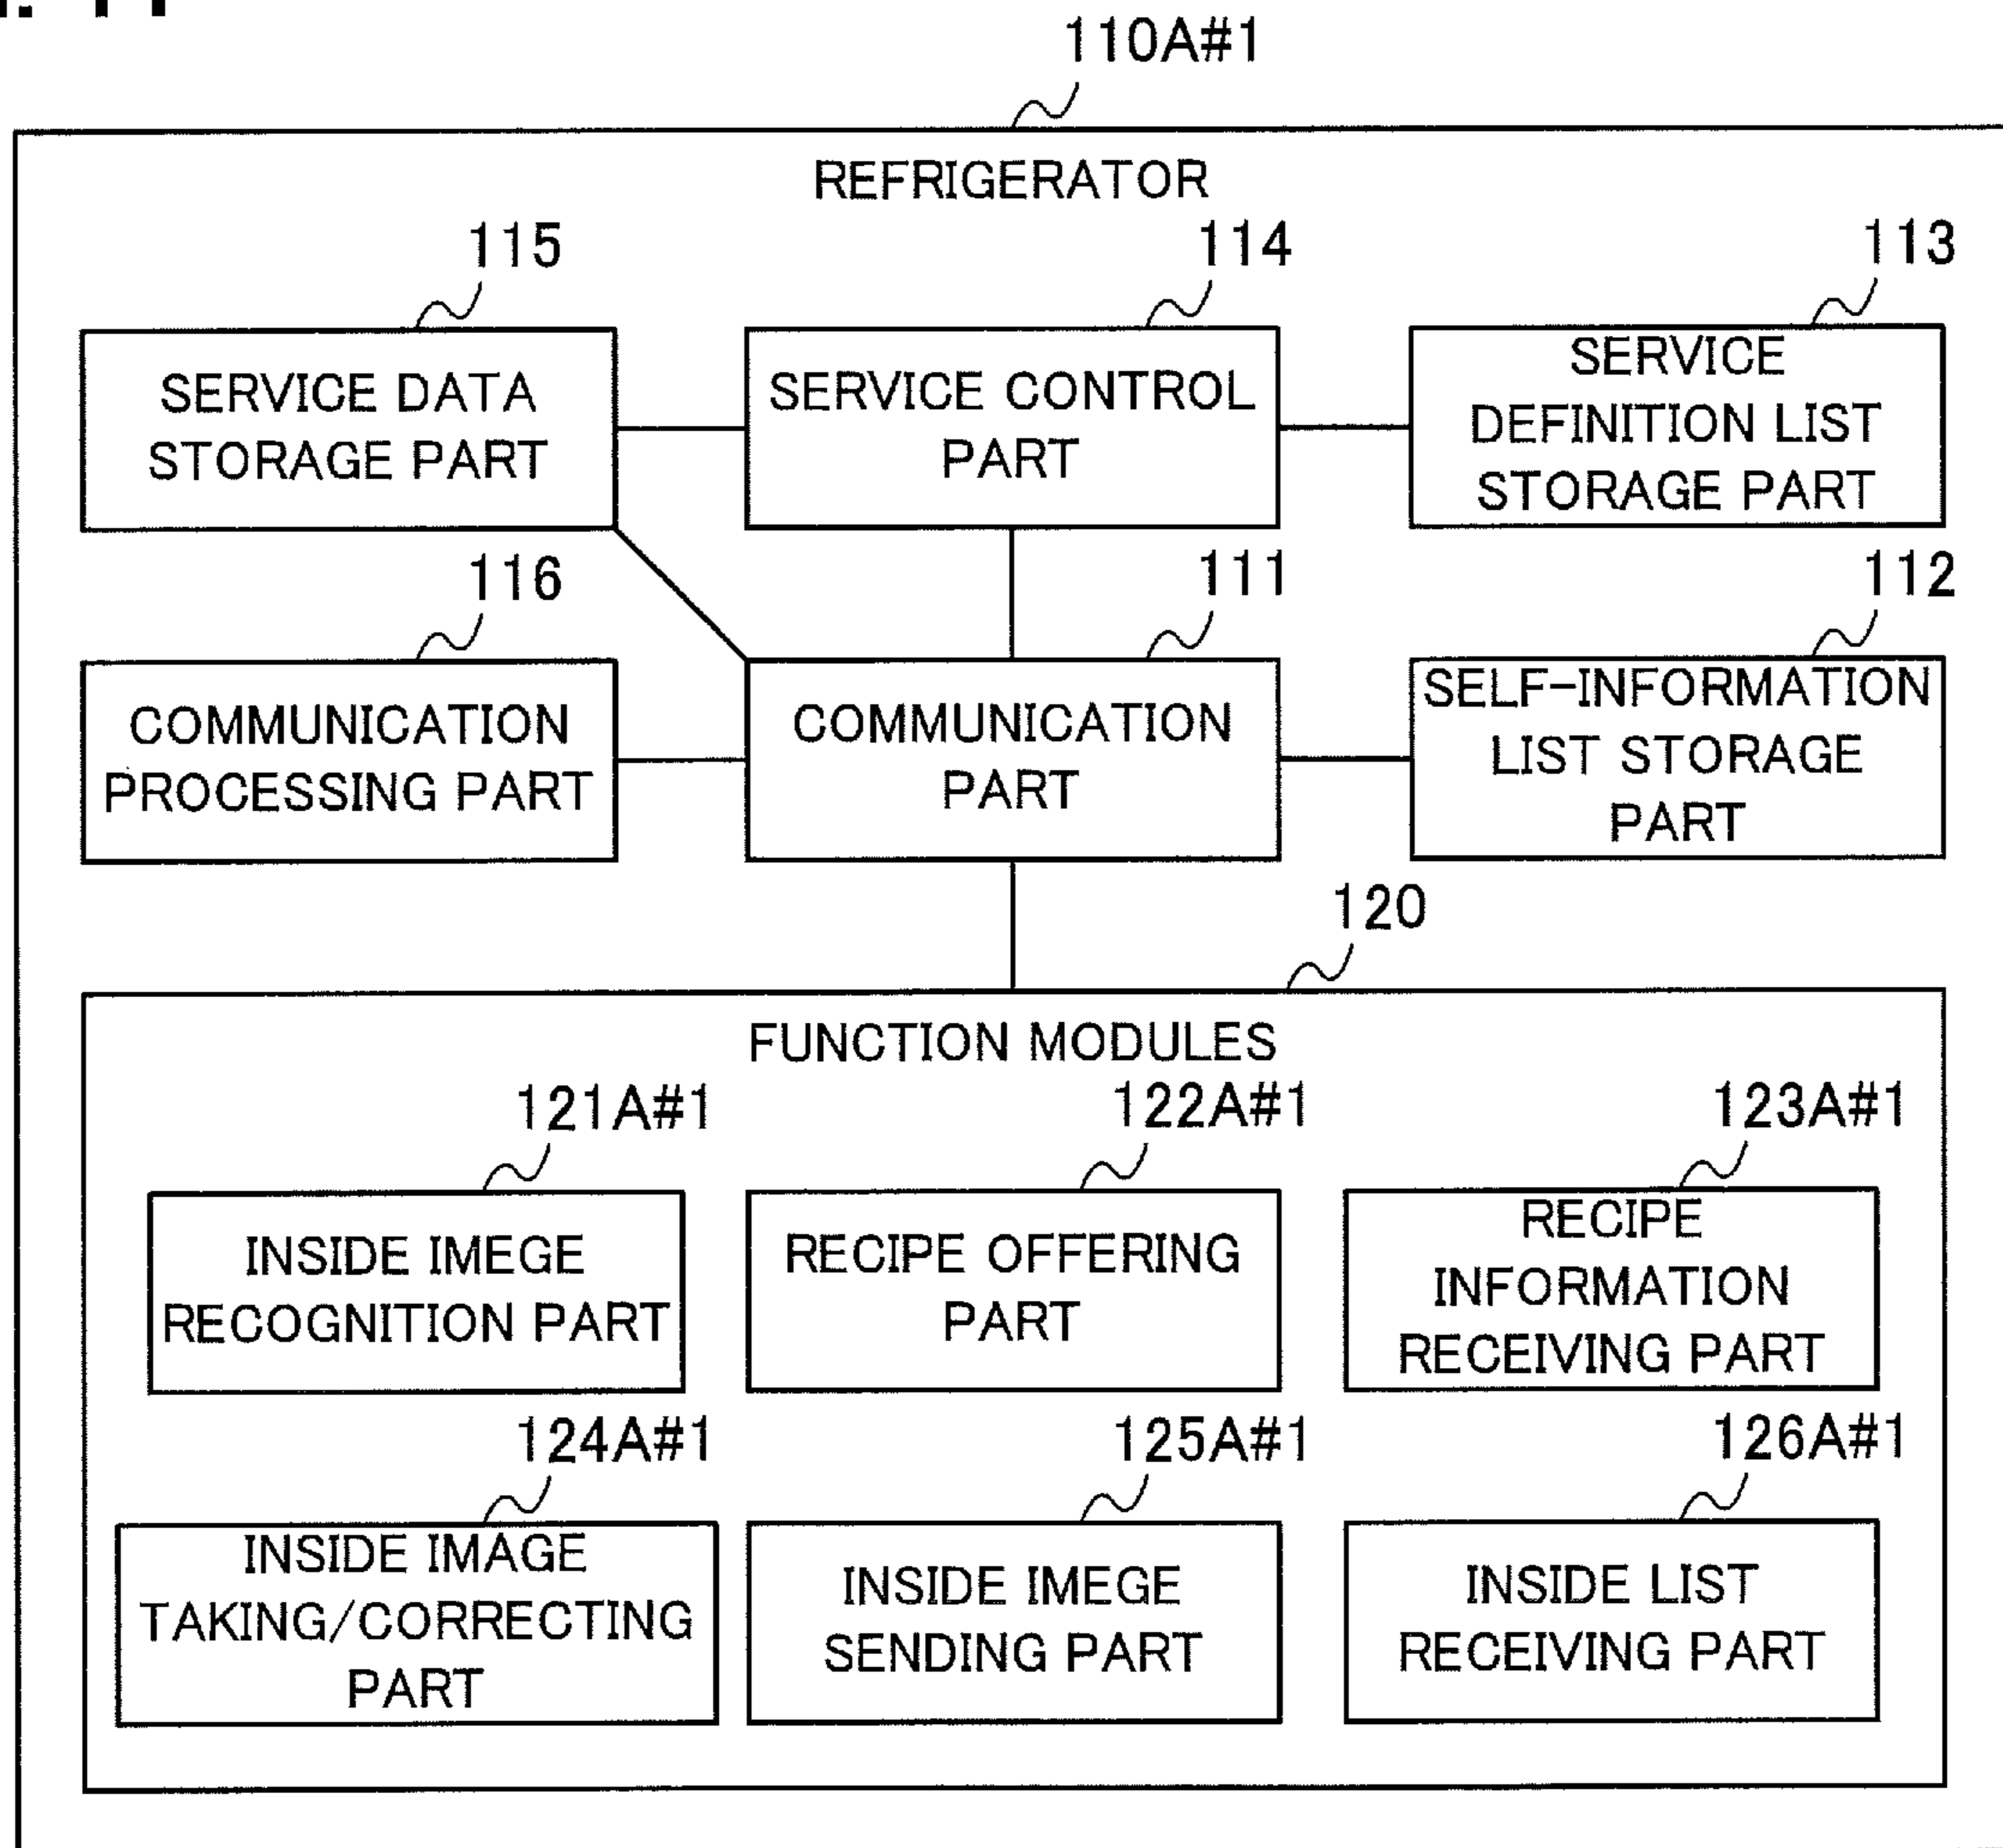 110A#1
REFRIGERATOR
115
114
113
SERVICE DATA
STORAGE PART
SERVICE CONTROL
PART
SERVICE
DEFINITION LIST
STORAGE PART
116
111
112
COMMUNICATION
PROCESSING PART
COMMUNICATION
PART
SELF-INFORMATION
LIST STORAGE
PART
120
FUNCTION MODULES
121A#1
122A#1
123A#1
INSIDE IMEGE
RECOGNITION PART
RECIPE OFFERING
PART
RECIPE
INFORMATION
RECEIVING PART
124A#1
125A#1
126A#1
INSIDE IMAGE
TAKING/CORRECTING
PART
INSIDE IMEGE
SENDING PART
INSIDE LIST
RECEIVING PART